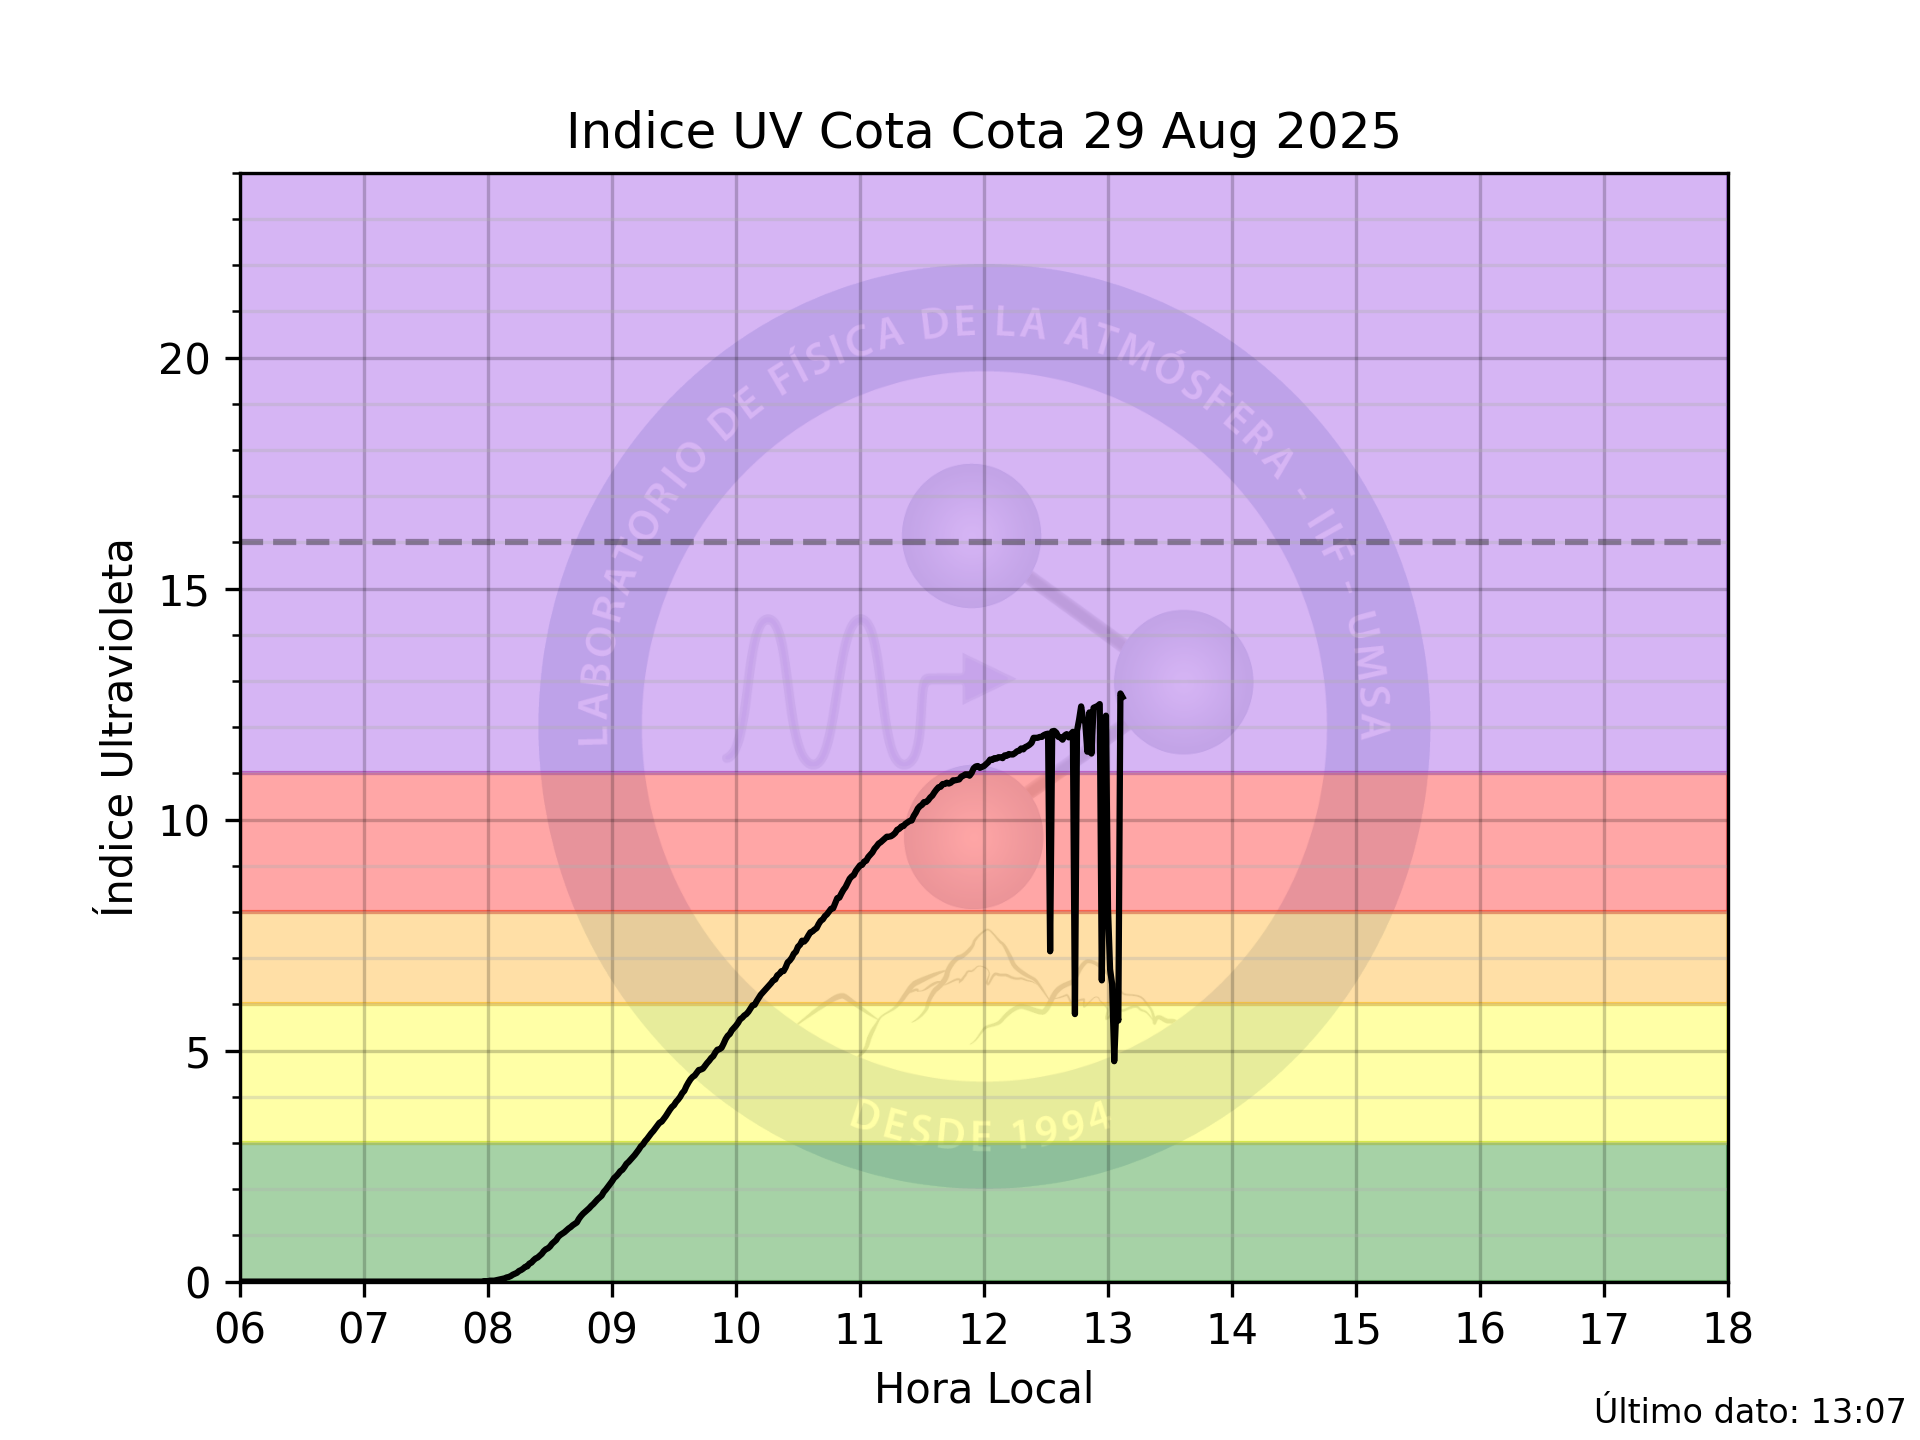 Indice UV Cota Cota 29 Aug 2025
Índice Ultravioleta
20
15
10
5
0
LABORATORIO DE FÍSICA DE LA ATMÓSFERA - IIF - UMSA
DESDE 1994
06 07 08 09 10 11 12 13 14 15 16 17 18
Hora Local
Último dato: 13:07